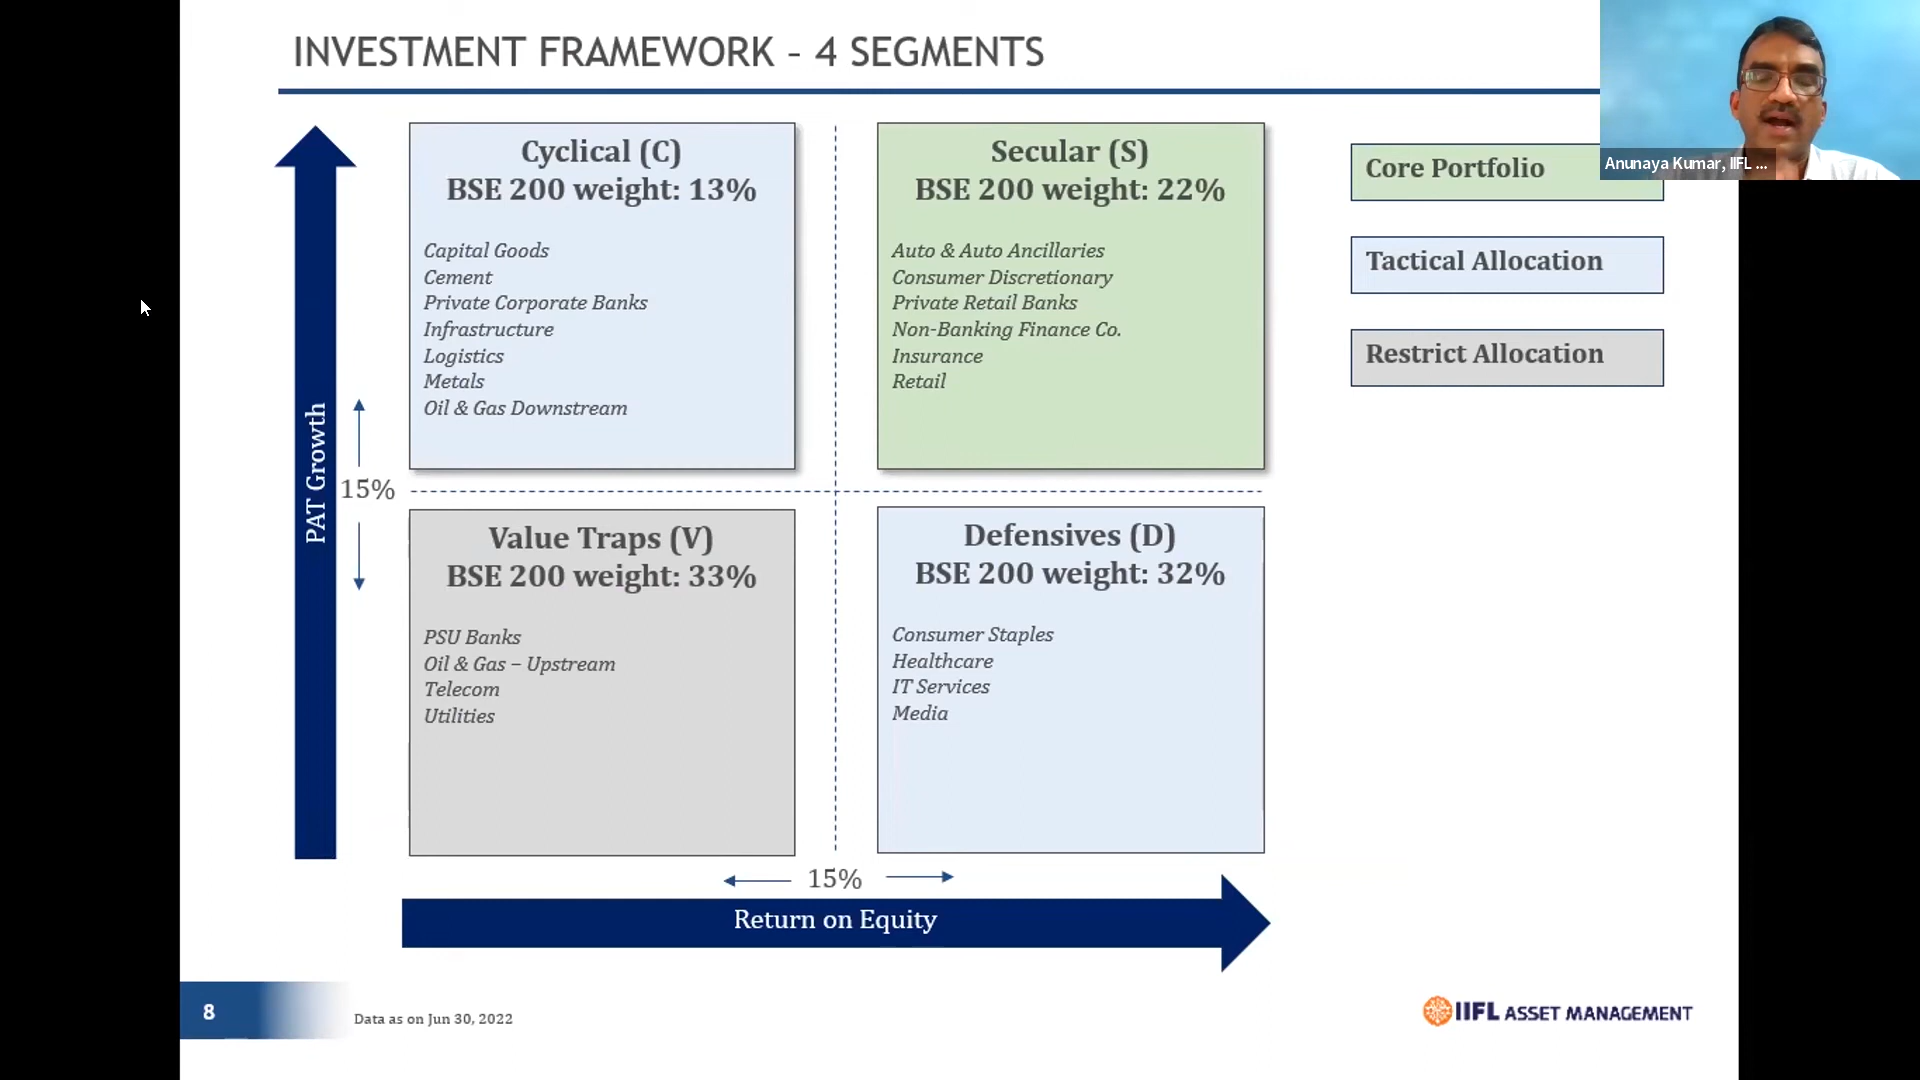 INVESTMENT FRAMEWORK – 4 SEGMENTS
Anunaya Kumar, IIFL ...
Cyclical (C)
BSE 200 weight: 13%
Capital Goods
Cement
Private Corporate Banks
Infrastructure
Logistics
Metals
Oil & Gas Downstream
Secular (S)
BSE 200 weight: 22%
Auto & Auto Ancillaries
Consumer Discretionary
Private Retail Banks
Non-Banking Finance Co.
Insurance
Retail
Core Portfolio
Tactical Allocation
Restrict Allocation
PAT Growth
15%
Value Traps (V)
BSE 200 weight: 33%
PSU Banks
Oil & Gas – Upstream
Telecom
Utilities
Defensives (D)
BSE 200 weight: 32%
Consumer Staples
Healthcare
IT Services
Media
15%
Return on Equity
8
Data as on Jun 30, 2022
IIFL ASSET MANAGEMENT